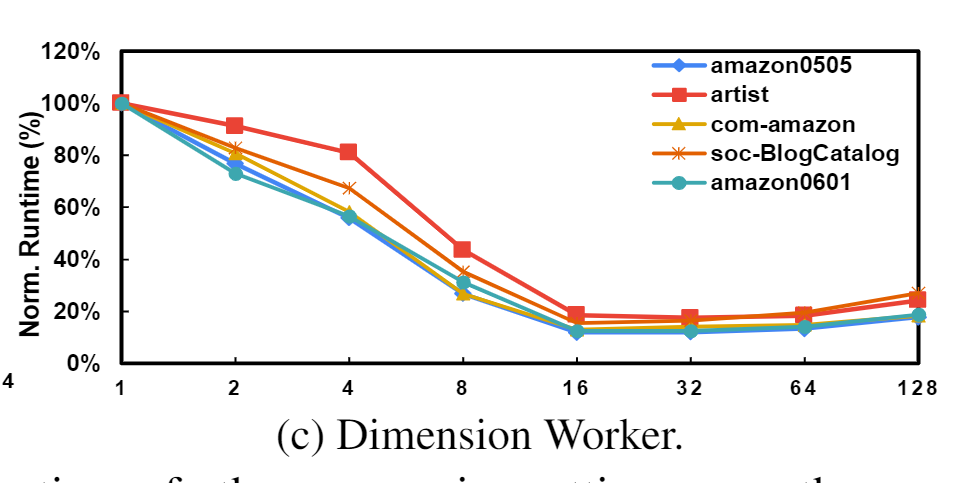 120%
100%
80%
60%
40%
20%
0%
Norm. Runtime (%)
amazon0505
artist
com-amazon
soc-BlogCatalog
amazon0601
4
1 2 4 8 16 32 64 128
(c) Dimension Worker.